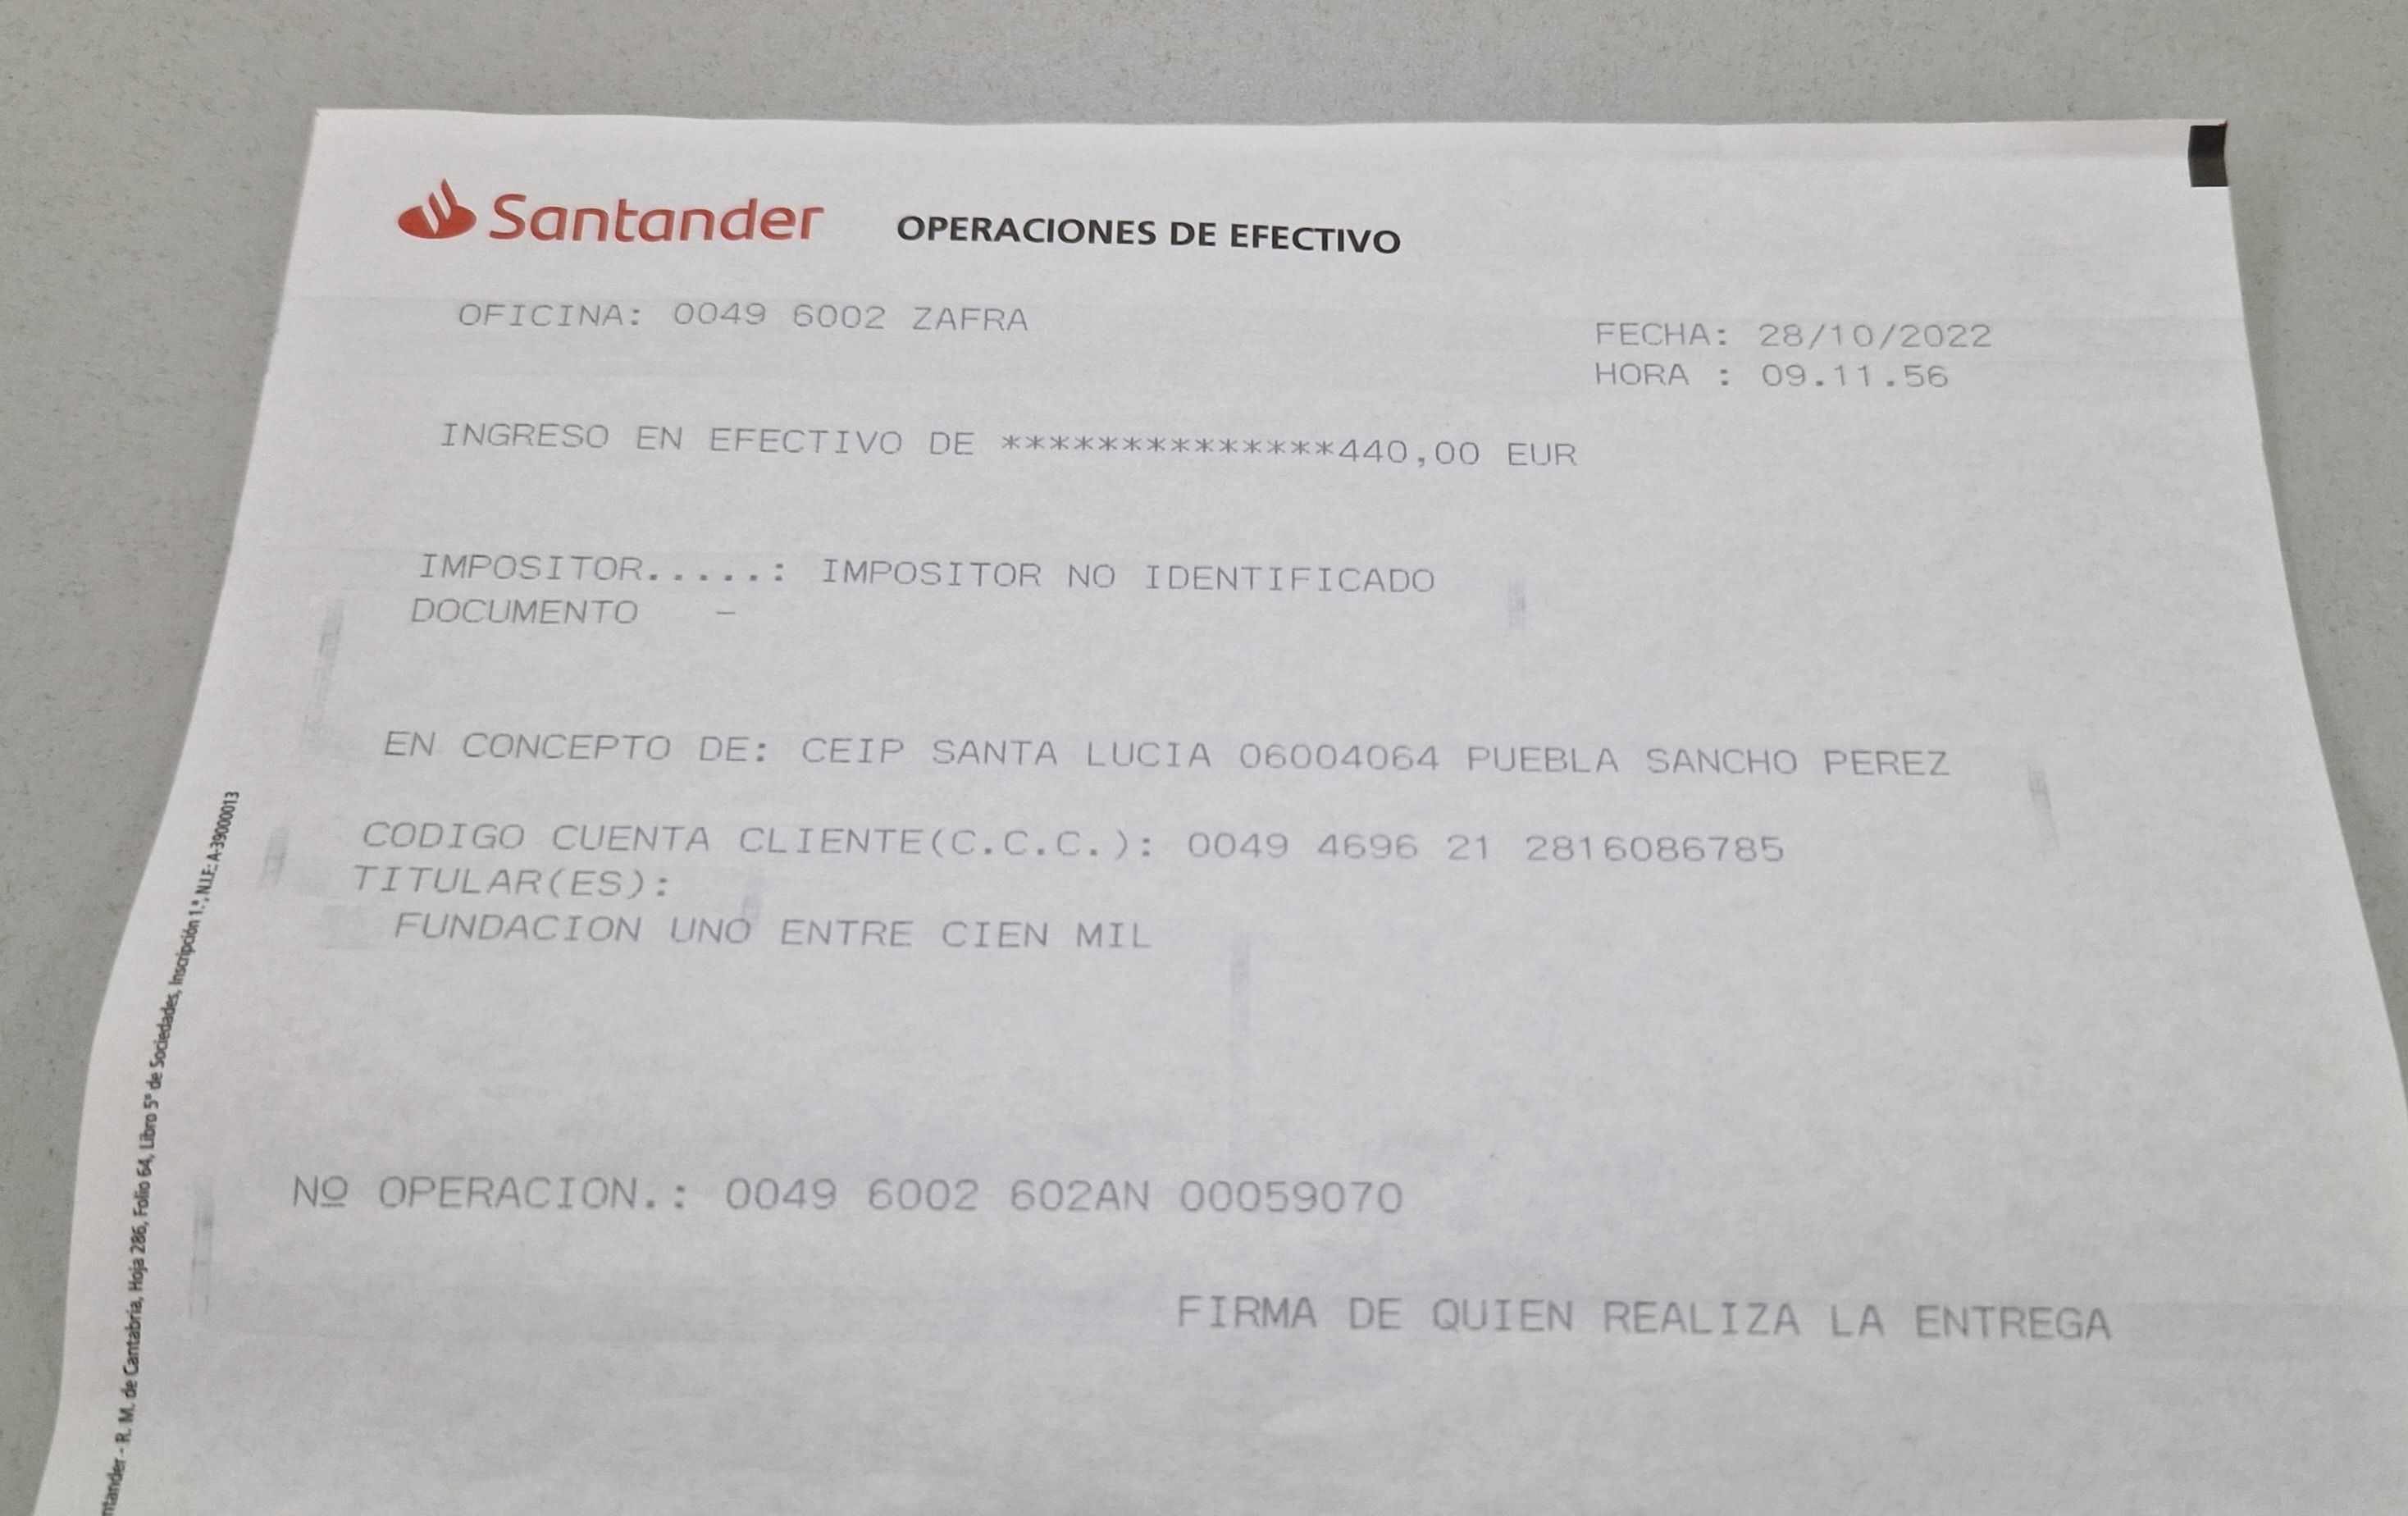 Santander OPERACIONES DE EFECTIVO
OFICINA: 0049 6002 ZAFRA
FECHA: 28/10/2022
HORA : 09.11.56
INGRESO EN EFECTIVO DE **************440,00 EUR
IMPOSITOR.....: IMPOSITOR NO IDENTIFICADO
DOCUMENTO –
EN CONCEPTO DE: CEIP SANTA LUCIA 06004064 PUEBLA SANCHO PEREZ
CODIGO CUENTA CLIENTE(C.C.C.): 0049 4696 21 2816086785
TITULAR(ES):
FUNDACION UNO ENTRE CIEN MIL
Nº OPERACION.: 0049 6002 602AN 00059070
FIRMA DE QUIEN REALIZA LA ENTREGA
ntander - R. M. de Cantabria, Hoja 286, Folio 64, Libro 5º de Sociedades, Inscripción 1.ª, N.I.F.: A-39000013